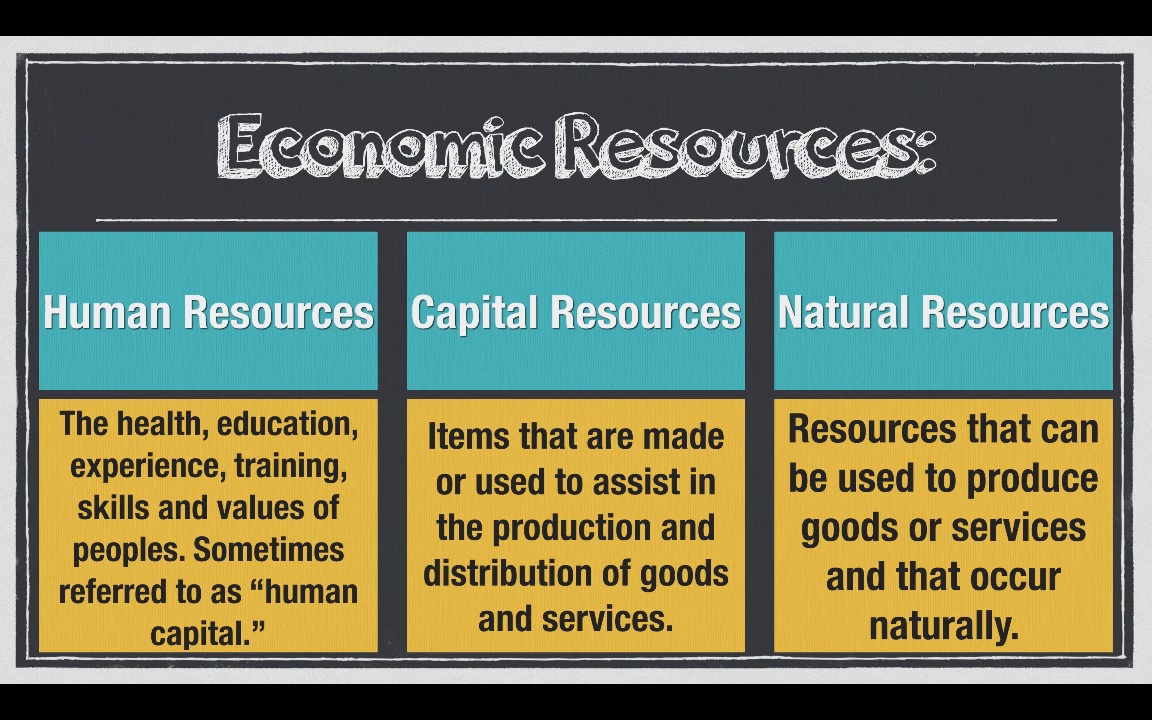 Economic Resources:
Human Resources
Capital Resources
Natural Resources
The health, education,
experience, training,
skills and values of
peoples. Sometimes
referred to as “human
capital.”
Items that are made
or used to assist in
the production and
distribution of goods
and services.
Resources that can
be used to produce
goods or services
and that occur
naturally.